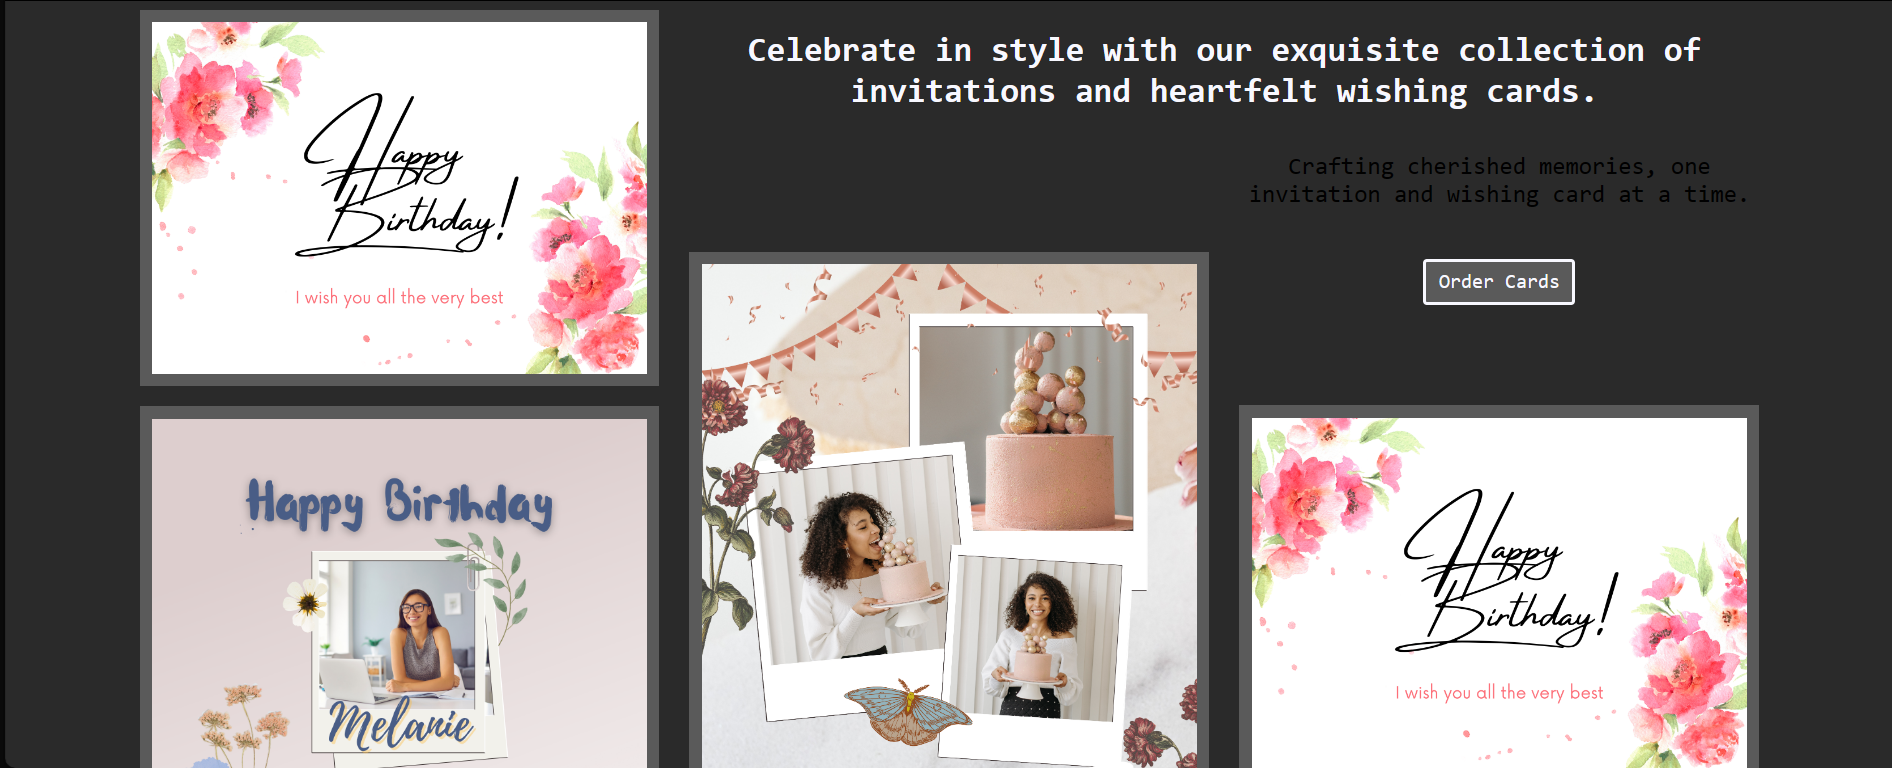 Happy
Birthday!
I wish you all the very best
Celebrate in style with our exquisite collection of
invitations and heartfelt wishing cards.
Crafting cherished memories, one
invitation and wishing card at a time.
Order Cards
Happy Birthday
Melanie
Happy
Birthday!
I wish you all the very best